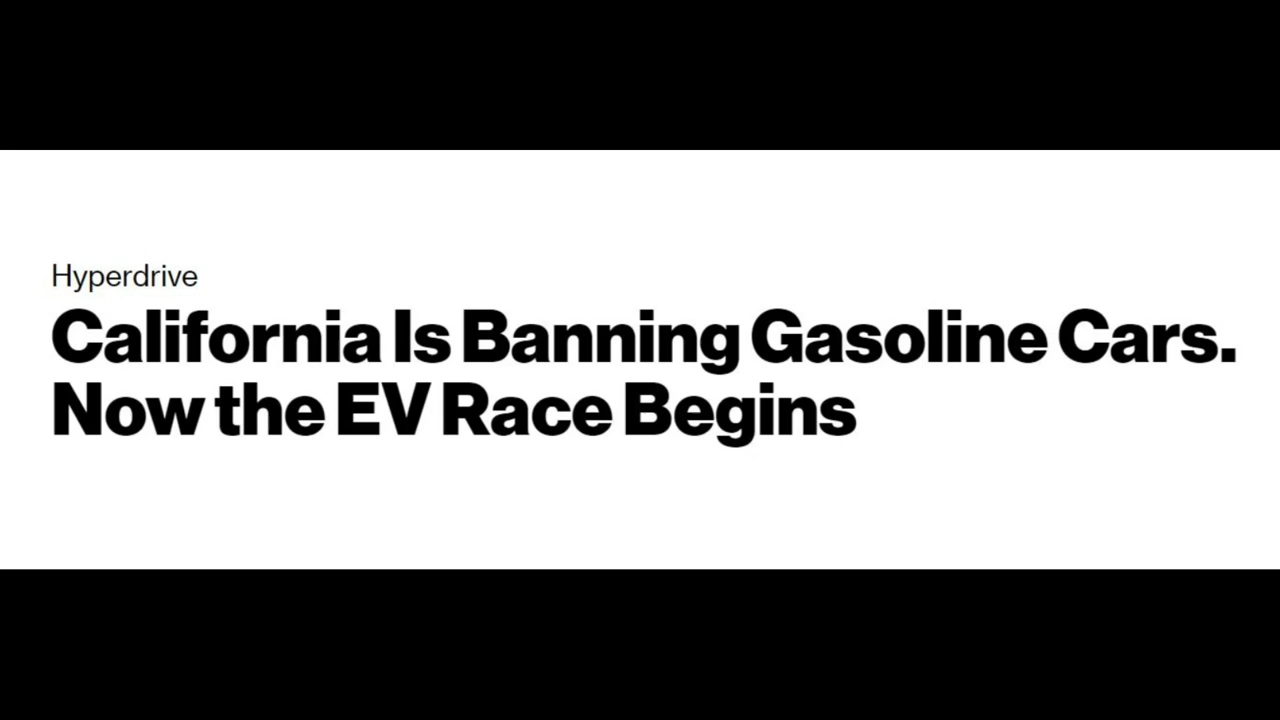 Hyperdrive
California Is Banning Gasoline Cars.
Now the EV Race Begins